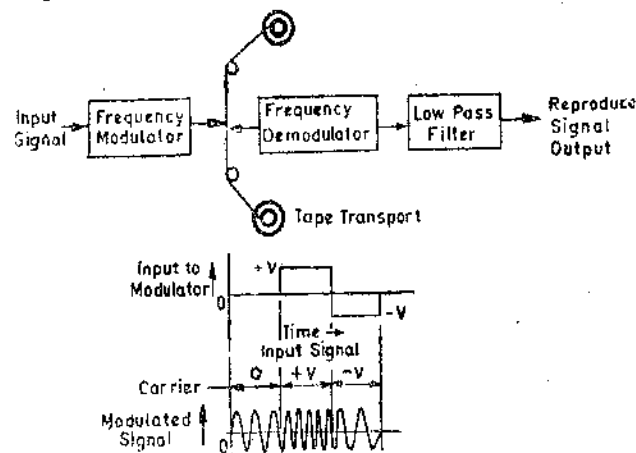 Input
Signal
Frequency
Modulator
Frequency
Demodulator
Low Pass
Filter
Reproduce
Signal
Output
Tape Transport
Input to
Modulator
+V
0
-V
Time
Input Signal
Carrier
0 +V -V
Modulated
Signal
0